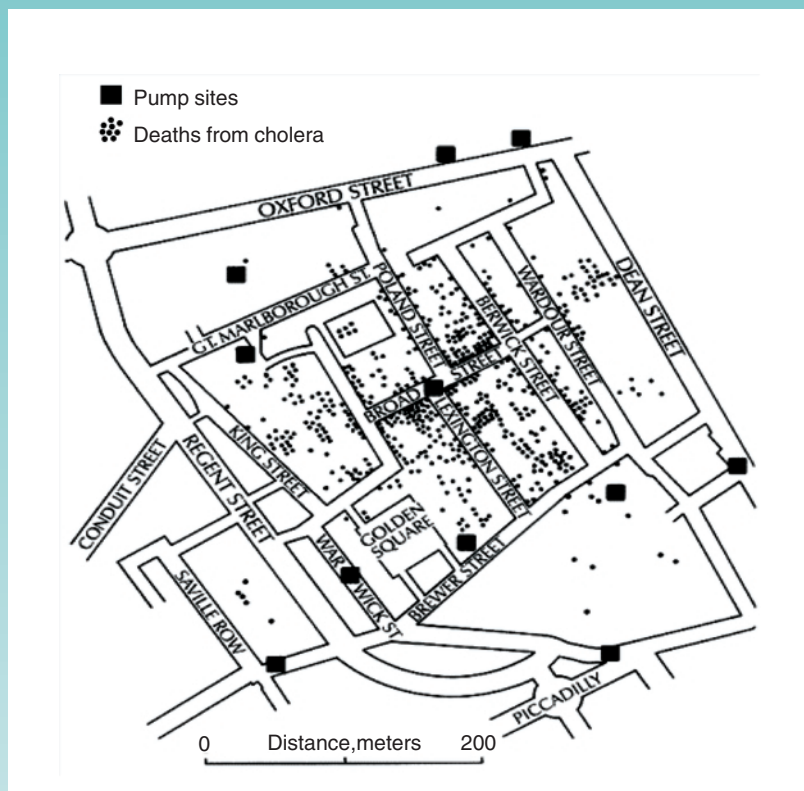 Pump sites
Deaths from cholera
OXFORD STREET
GT. MARLBOROUGH ST.
POLAND STREET
BERWICK STREET
WARDOUR STREET
DEAN STREET
BROAD STREET
LEXINGTON STREET
KING STREET
REGENT STREET
CONDUIT STREET
GOLDEN
SQUARE
WARWICK ST.
BREWER STREET
SAVILLE ROW
PICCADILLY
0 Distance,meters 200